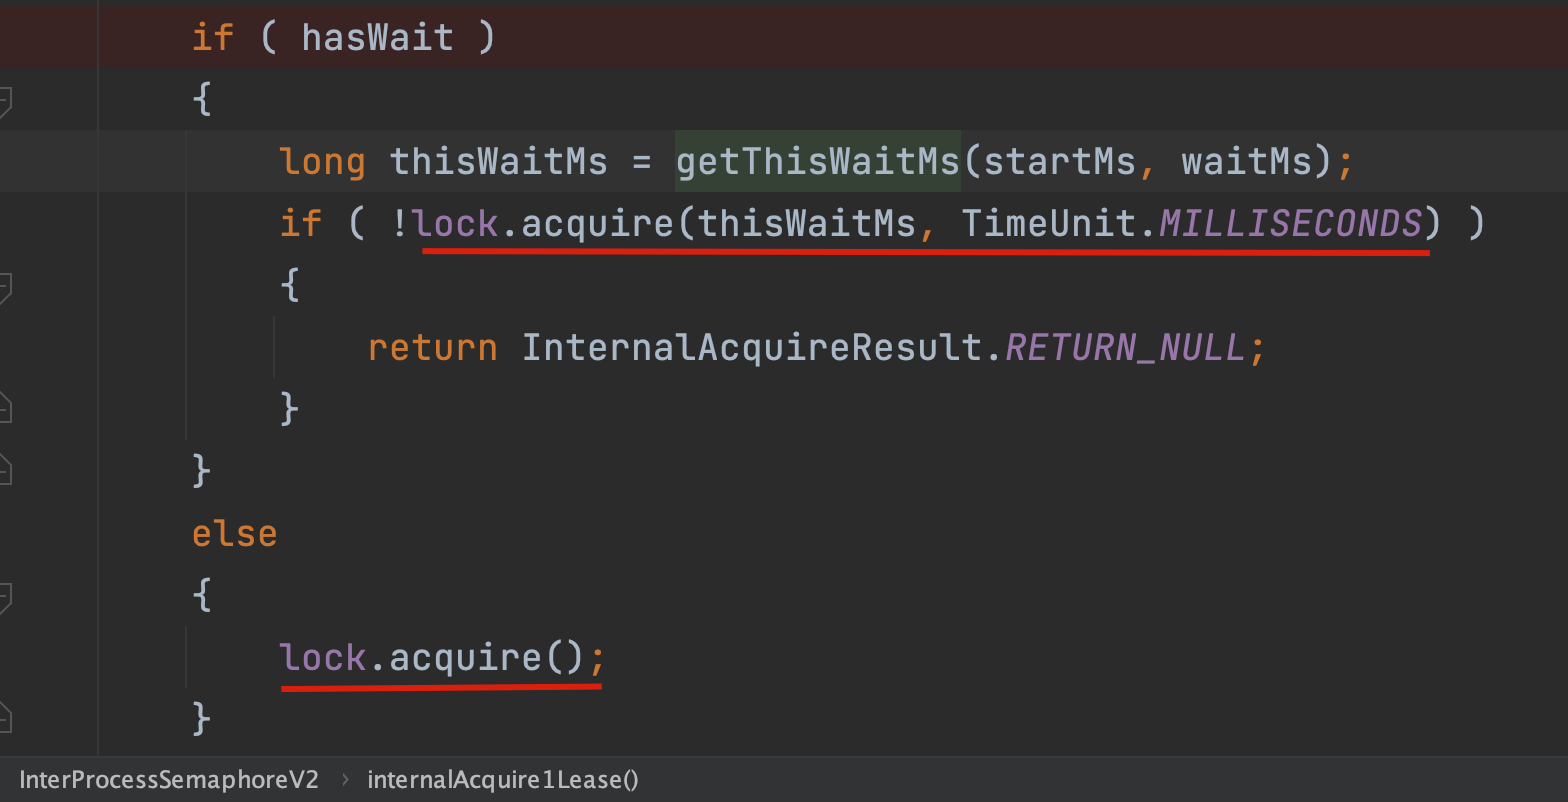 if ( hasWait )
{
long thisWaitMs = getThisWaitMs(startMs, waitMs);
if ( !lock.acquire(thisWaitMs, TimeUnit.MILLISECONDS) )
{
return InternalAcquireResult.RETURN_NULL;
}
}
else
{
lock.acquire();
}
InterProcessSemaphoreV2 › internalAcquire1Lease()